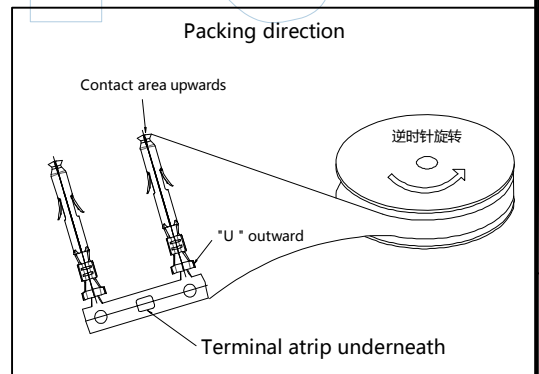 Packing direction
Contact area upwards
逆时针旋转
"U " outward
Terminal atrip underneath